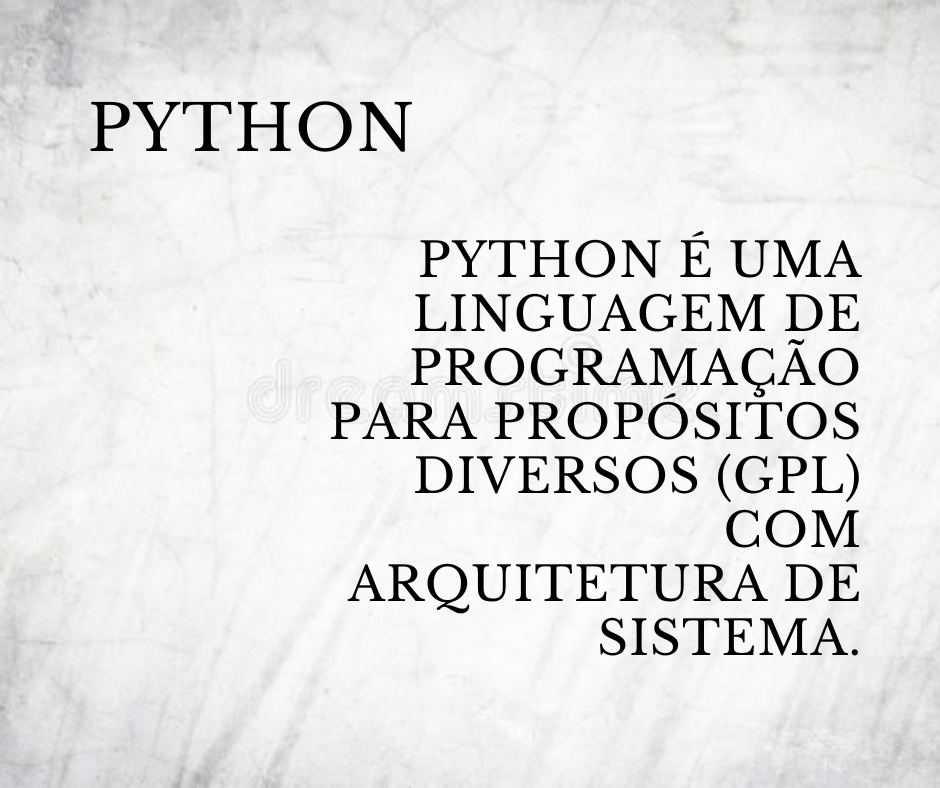 PYTHON
PYTHON É UMA
LINGUAGEM DE
PROGRAMAÇÃO
PARA PROPÓSITOS
DIVERSOS (GPL)
COM
ARQUITETURA DE
SISTEMA.